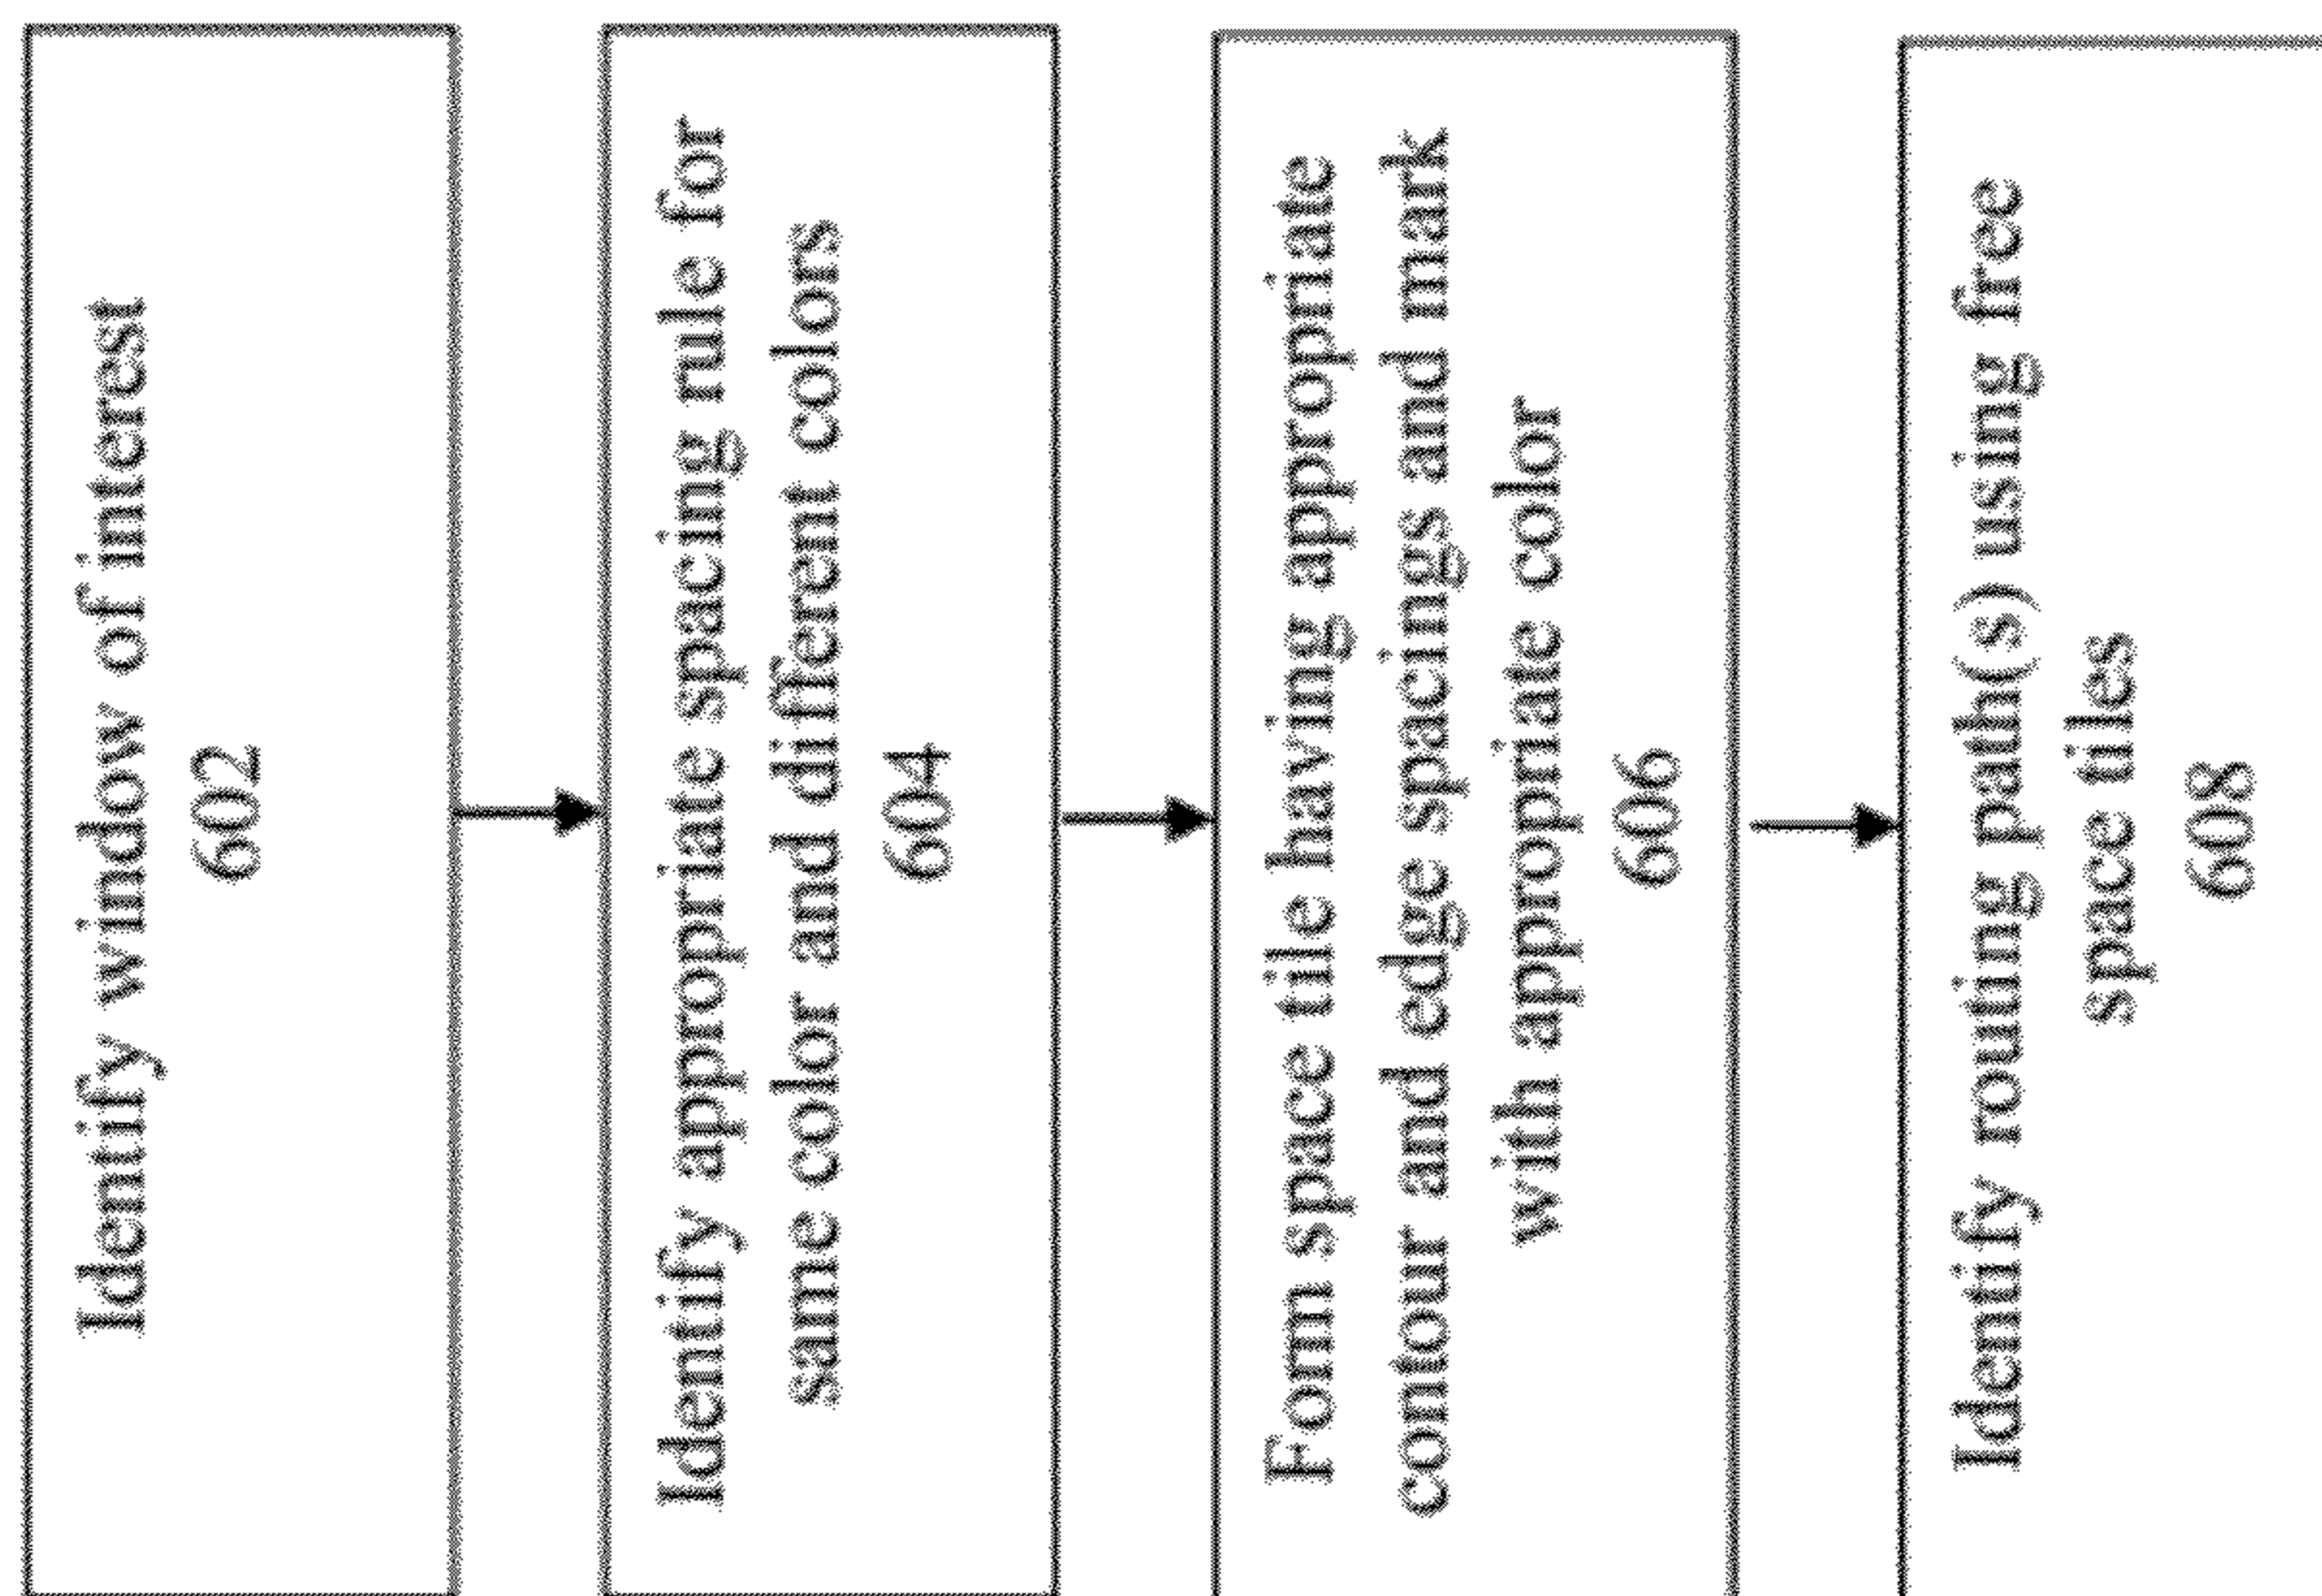 Identify window of interest
602
Identify appropriate spacing rule for
same color and different colors
604
Form space tile having appropriate
contour and edge spacings and mark
with appropriate color
606
Identify routing path(s) using free
space tiles
608